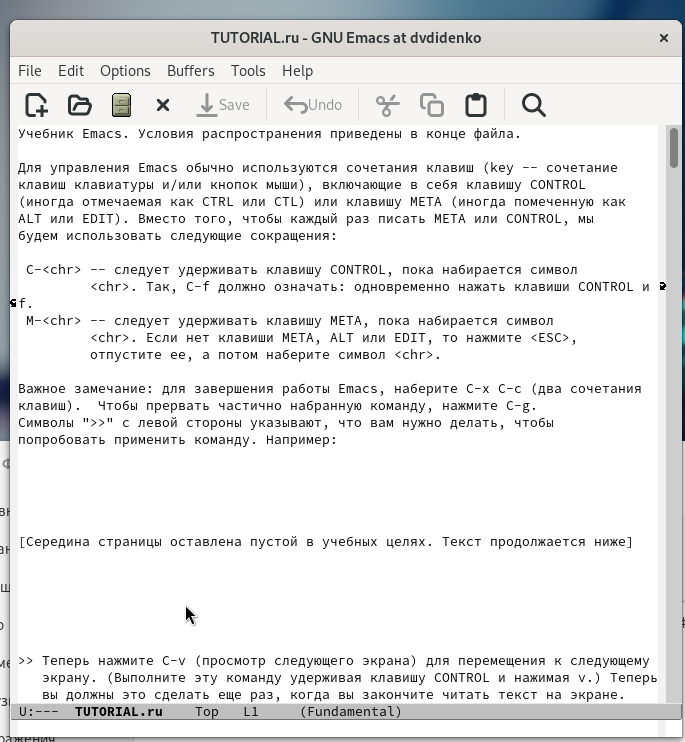 TUTORIAL.ru - GNU Emacs at dvdidenko
File Edit Options Buffers Tools Help
Save Undo
Учебник Emacs. Условия распространения приведены в конце файла.
Для управления Emacs обычно используются сочетания клавиш (key -- сочетание
клавиш клавиатуры и/или кнопок мыши), включающие в себя клавишу CONTROL
(иногда отмечаемая как CTRL или CTL) или клавишу META (иногда помеченную как
ALT или EDIT). Вместо того, чтобы каждый раз писать META или CONTROL, мы
будем использовать следующие сокращения:
C-<chr> -- следует удерживать клавишу CONTROL, пока набирается символ
<chr>. Так, C-f должно означать: одновременно нажать клавиши CONTROL и
f.
M-<chr> -- следует удерживать клавишу META, пока набирается символ
<chr>. Если нет клавиши META, ALT или EDIT, то нажмите <ESC>,
отпустите ее, а потом наберите символ <chr>.
Важное замечание: для завершения работы Emacs, наберите C-x C-c (два сочетания
клавиш). Чтобы прервать частично набранную команду, нажмите C-g.
Символы ">>" с левой стороны указывают, что вам нужно делать, чтобы
попробовать применить команду. Например:
[Середина страницы оставлена пустой в учебных целях. Текст продолжается ниже]
>> Теперь нажмите C-v (просмотр следующего экрана) для перемещения к следующему
экрану. (Выполните эту команду удерживая клавишу CONTROL и нажимая v.) Теперь
вы должны это сделать еще раз, когда вы закончите читать текст на экране.
U:--- TUTORIAL.ru Top L1 (Fundamental)